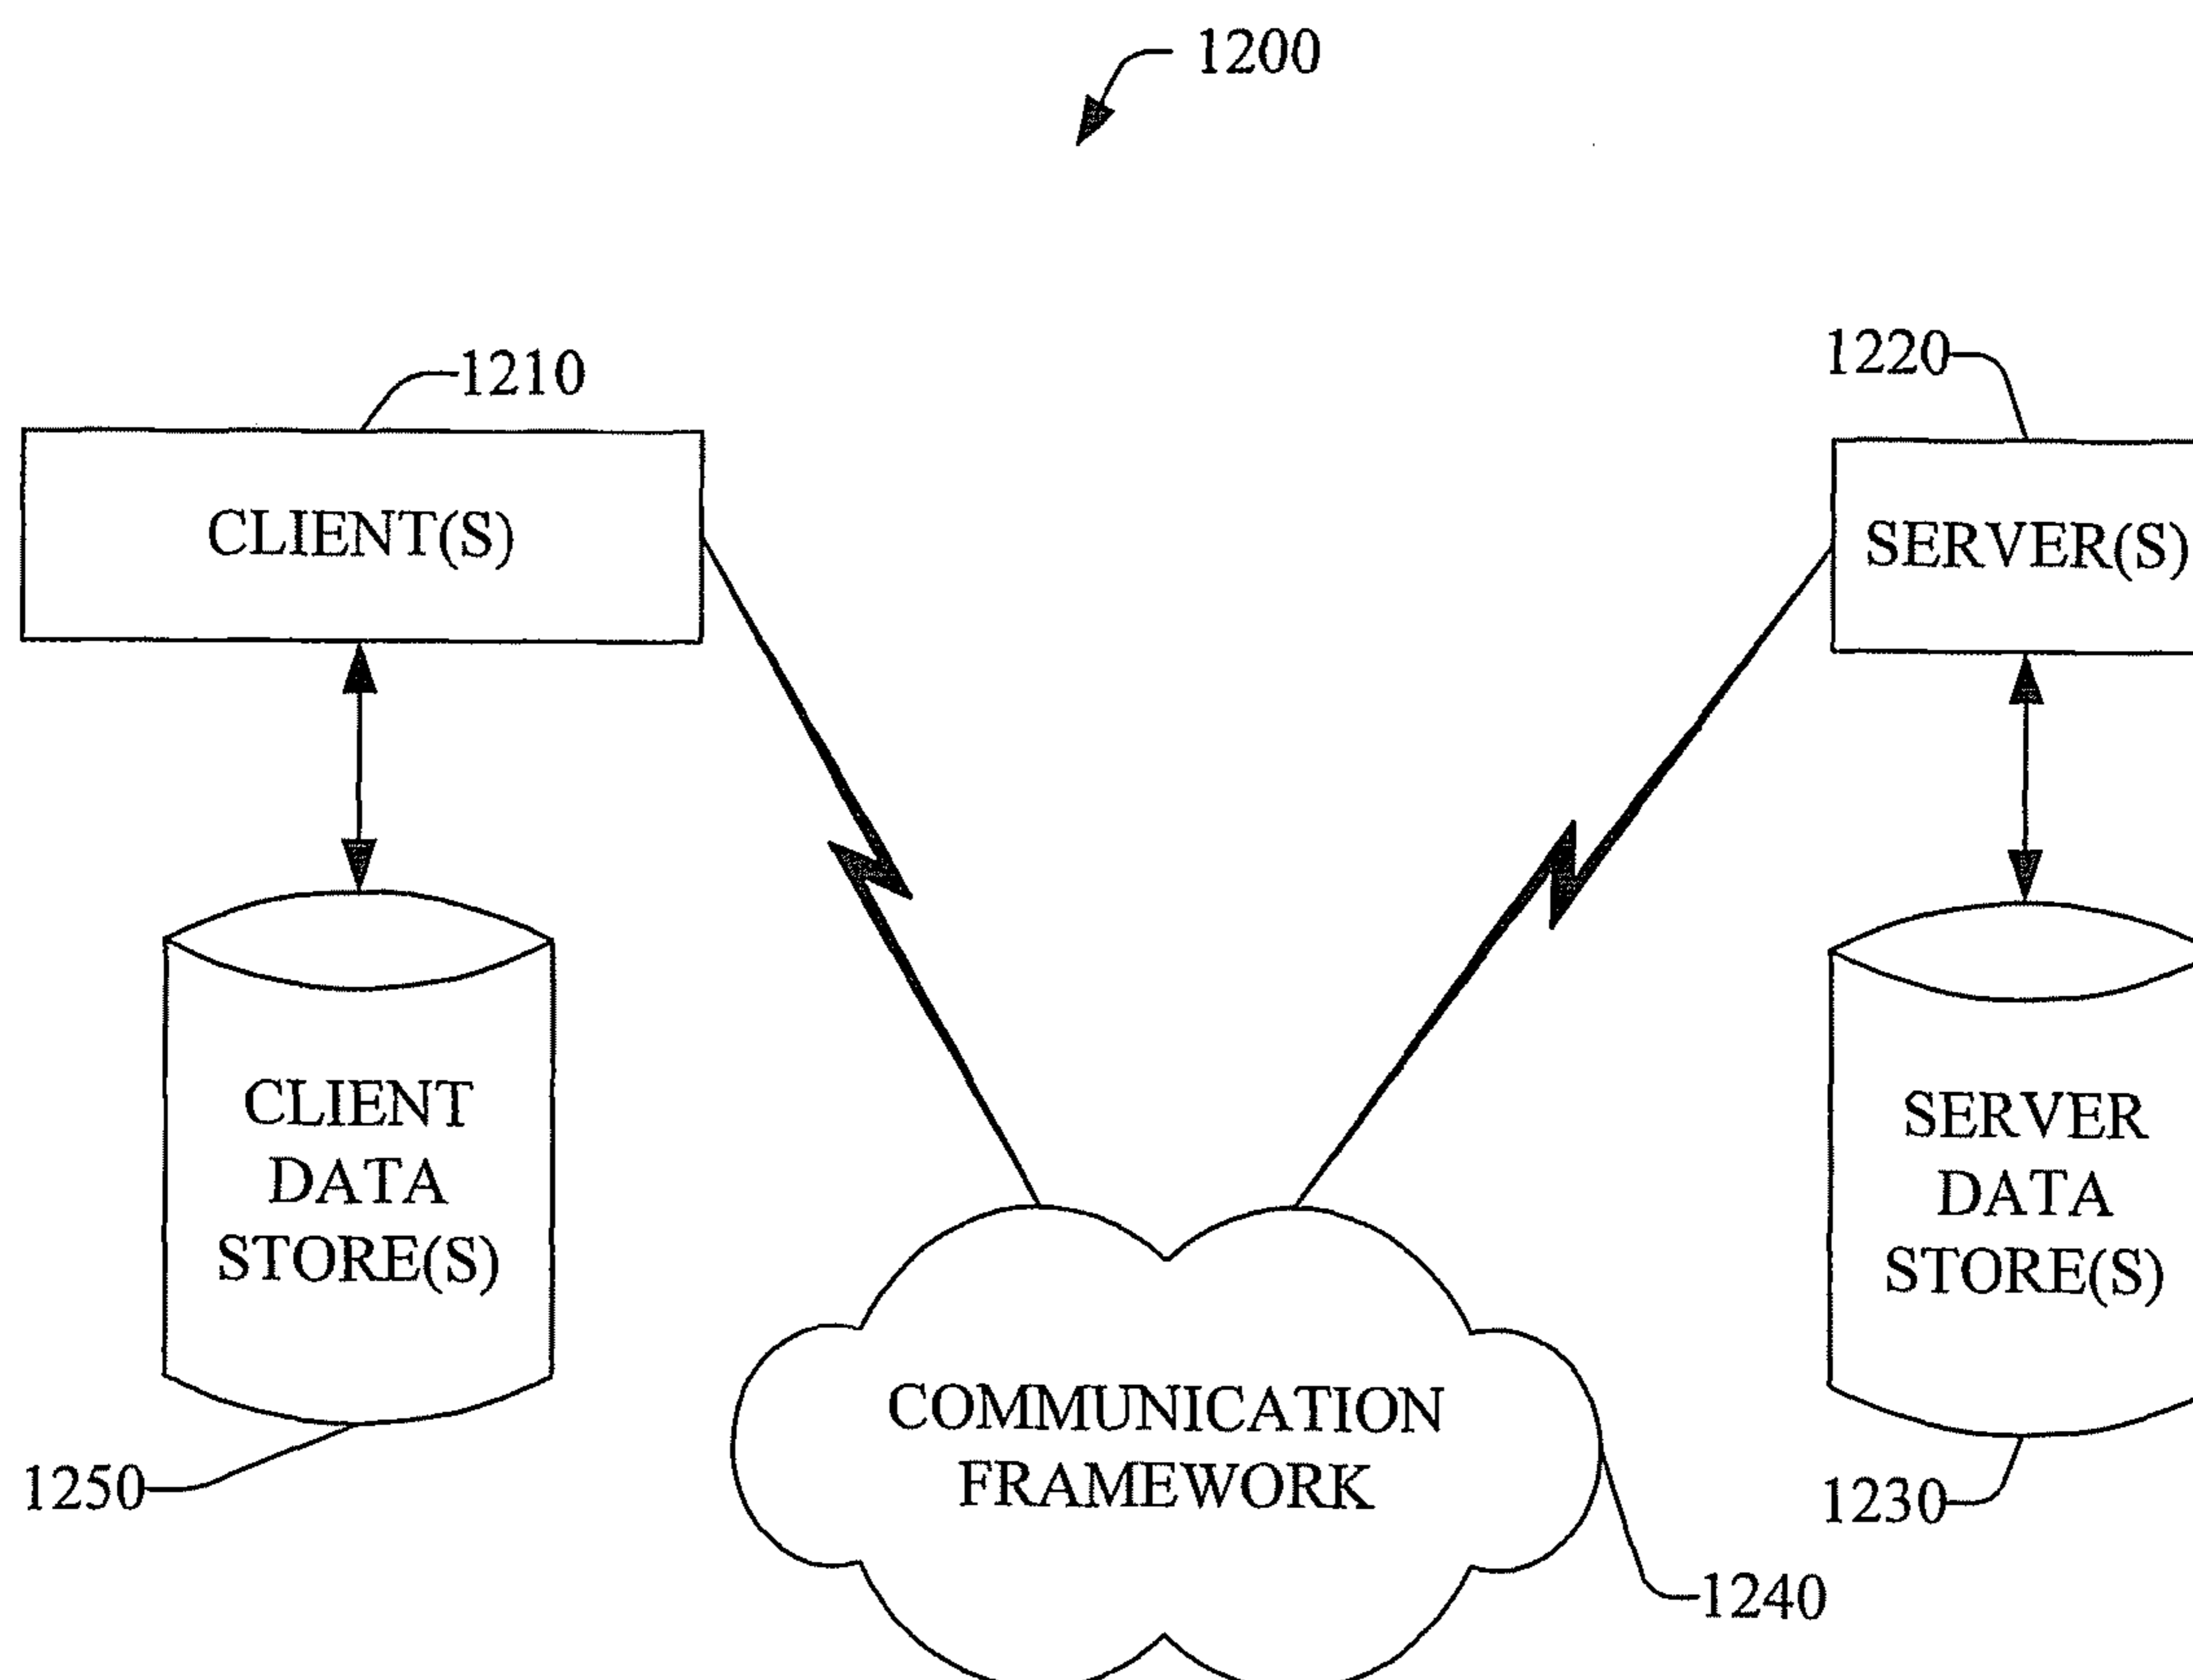 1200
1210
1220
CLIENT(S)
SERVER(S)
CLIENT
DATA
STORE(S)
SERVER
DATA
STORE(S)
COMMUNICATION
FRAMEWORK
1250
1230
1240